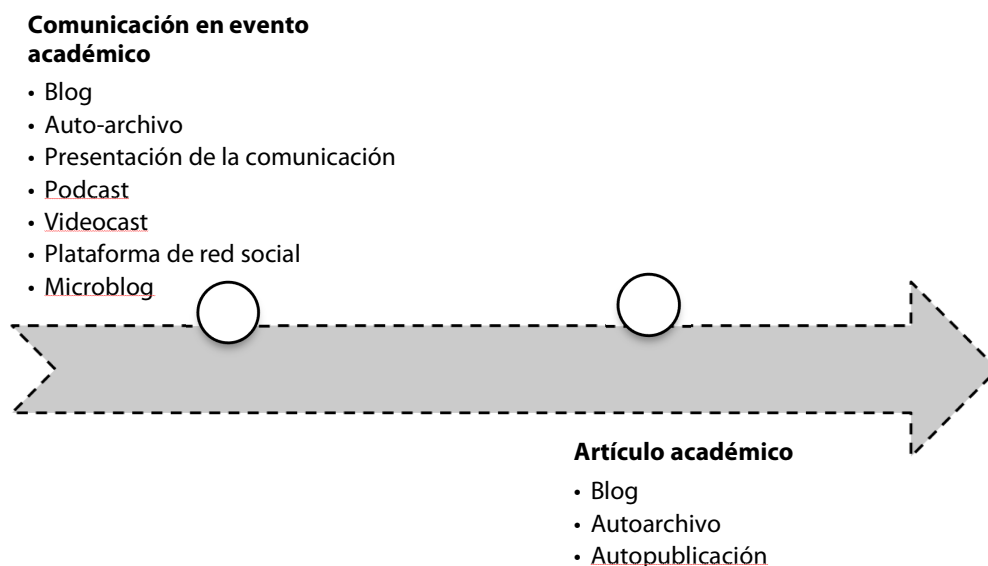 Comunicación en evento
académico
• Blog
• Auto-archivo
• Presentación de la comunicación
• Podcast
• Videocast
• Plataforma de red social
• Microblog
Artículo académico
• Blog
• Autoarchivo
• Autopublicación